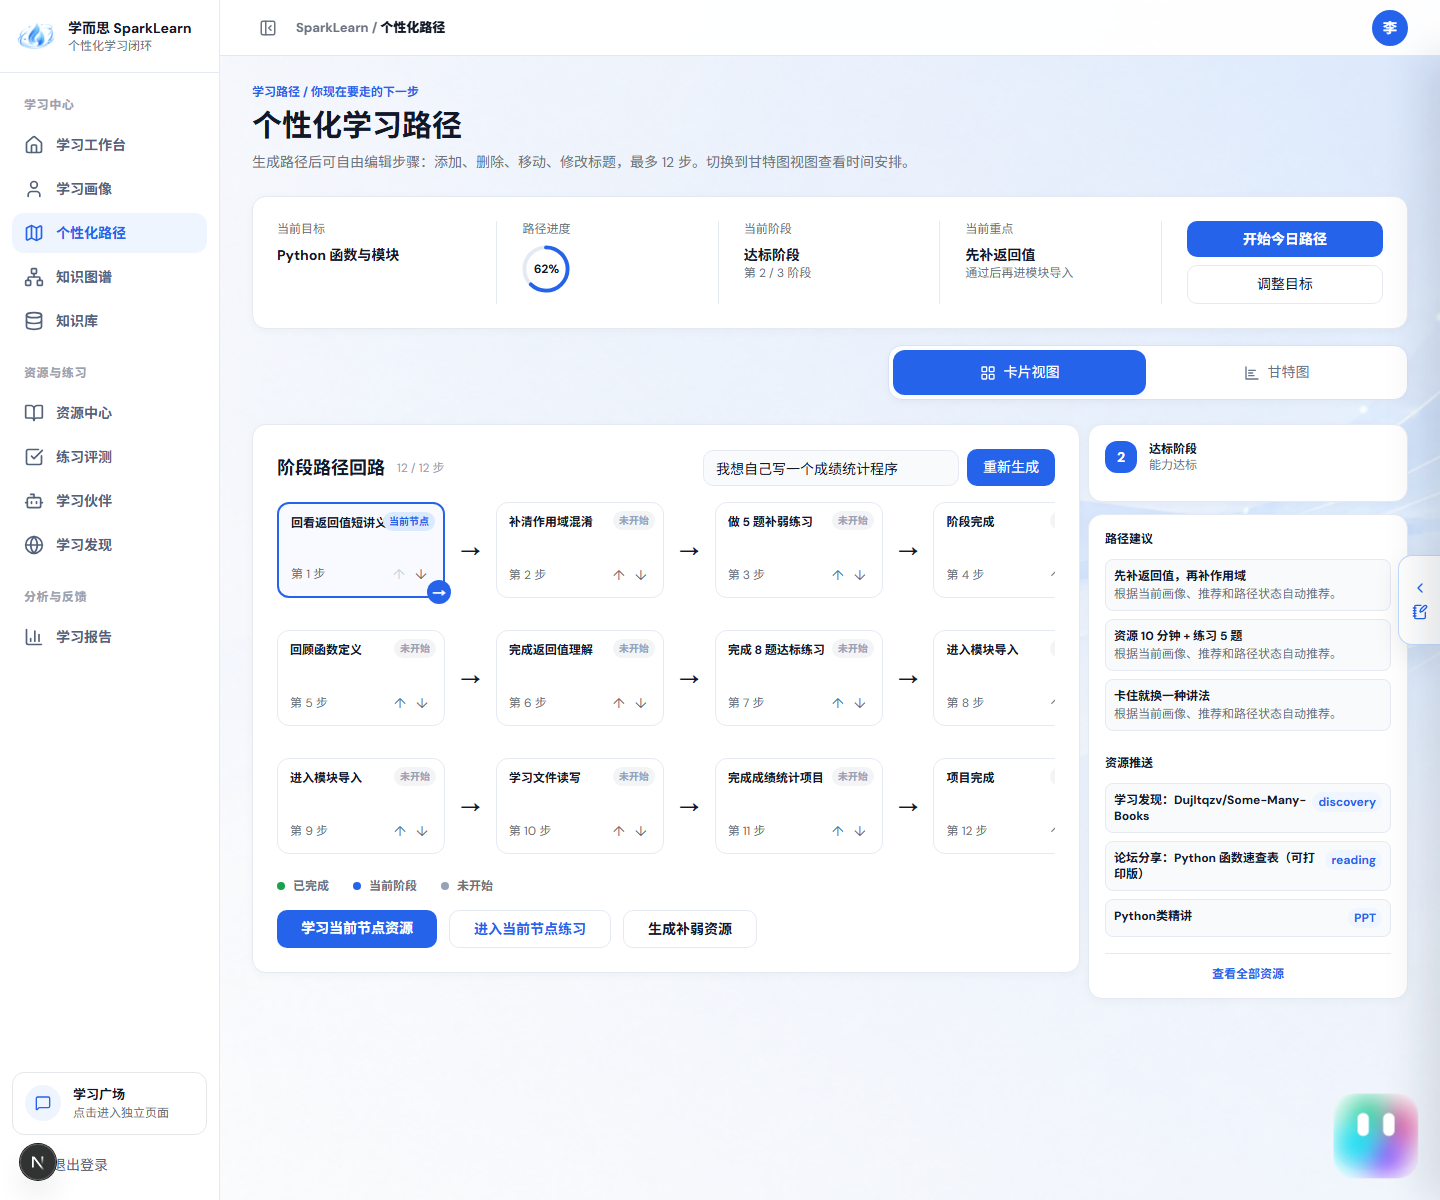 学而思 SparkLearn
个性化学习闭环
SparkLearn / 个性化路径
李
学习中心
学习工作台
学习画像
个性化路径
知识图谱
知识库
资源与练习
资源中心
练习评测
学习伙伴
学习发现
分析与反馈
学习报告
学习广场
点击进入独立页面
N
退出登录
学习路径 / 你现在要走的下一步
个性化学习路径
生成路径后可自由编辑步骤：添加、删除、移动、修改标题，最多 12 步。切换到甘特图视图查看时间安排。
当前目标
Python 函数与模块
路径进度
62%
当前阶段
达标阶段
第 2 / 3 阶段
当前重点
先补返回值
通过后再进模块导入
开始今日路径
调整目标
卡片视图
甘特图
阶段路径回路 12 / 12 步
我想自己写一个成绩统计程序
重新生成
回看返回值短讲义 当前节点
第 1 步
补清作用域混淆 未开始
第 2 步
做 5 题补弱练习 未开始
第 3 步
阶段完成
第 4 步
回顾函数定义 未开始
第 5 步
完成返回值理解 未开始
第 6 步
完成 8 题达标练习 未开始
第 7 步
进入模块导入
第 8 步
进入模块导入 未开始
第 9 步
学习文件读写 未开始
第 10 步
完成成绩统计项目 未开始
第 11 步
项目完成
第 12 步
已完成 当前阶段 未开始
学习当前节点资源
进入当前节点练习
生成补弱资源
2
达标阶段
能力达标
路径建议
先补返回值，再补作用域
根据当前画像、推荐和路径状态自动推荐。
资源 10 分钟 + 练习 5 题
根据当前画像、推荐和路径状态自动推荐。
卡住就换一种讲法
根据当前画像、推荐和路径状态自动推荐。
资源推送
学习发现：Dujltqzv/Some-Many- discovery
Books
论坛分享：Python 函数速查表（可打 reading
印版）
Python类精讲 PPT
查看全部资源